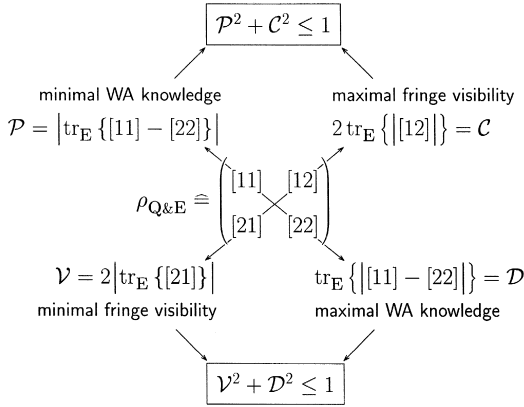 𝒫² + 𝒞² ≤ 1
minimal WA knowledge
maximal fringe visibility
𝒫 = |tr_E {[11] − [22]}|
2 tr_E {|[12]|} = 𝒞
ρ_Q&E ≙ ( [11] [12]
[21] [22] )
𝒱 = 2|tr_E {[21]}|
tr_E {|[11] − [22]|} = 𝒟
minimal fringe visibility
maximal WA knowledge
𝒱² + 𝒟² ≤ 1